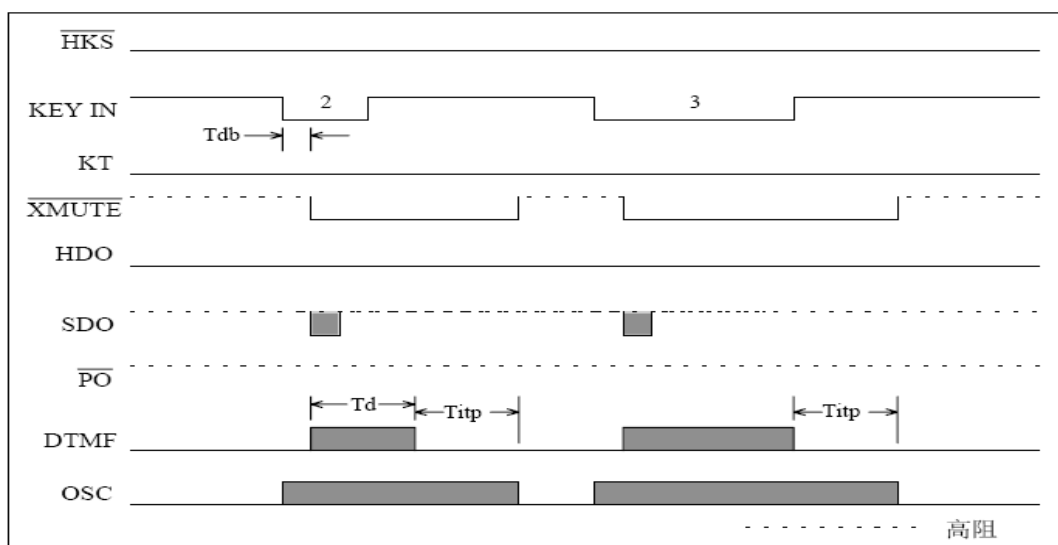 HKS
KEY IN 2 3
Tdb
KT
XMUTE
HDO
SDO
PO
Td Titp Titp
DTMF
OSC
高阻